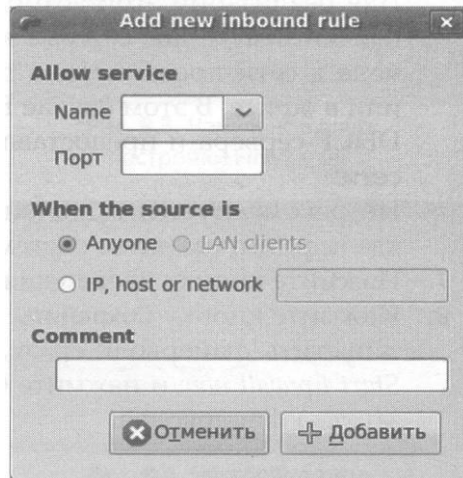 Add new inbound rule
Allow service
Name
Порт
When the source is
Anyone LAN clients
IP, host or network
Comment
Отменить Добавить